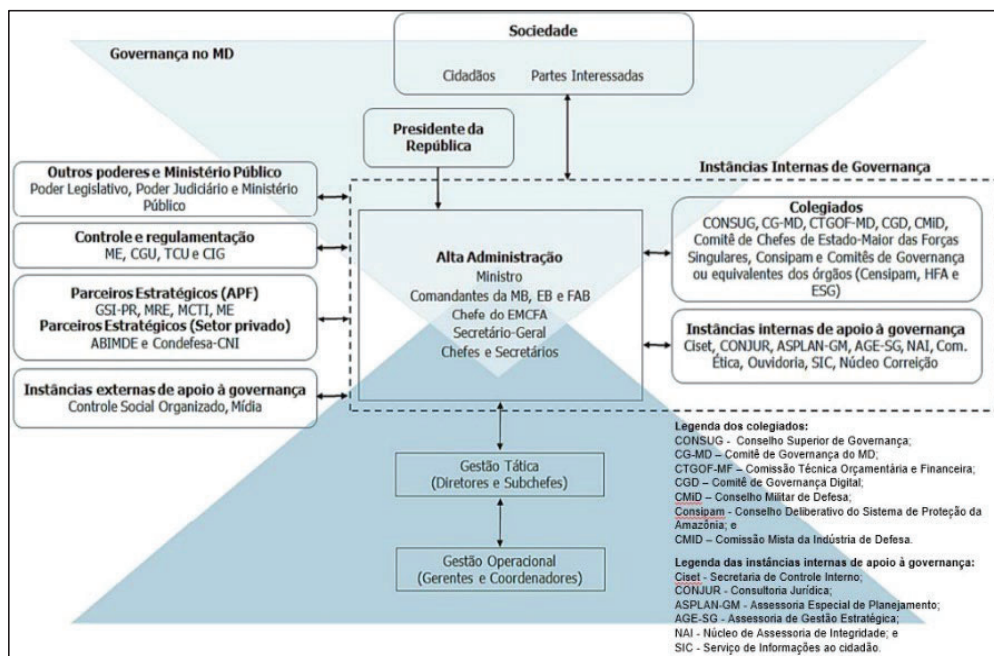 Governança no MD
Sociedade
Cidadãos Partes Interessadas
Presidente da
República
Outros poderes e Ministério Público
Poder Legislativo, Poder Judiciário e Ministério
Público
Controle e regulamentação
ME, CGU, TCU e CIG
Parceiros Estratégicos (APF)
GSI-PR, MRE, MCTI, ME
Parceiros Estratégicos (Setor privado)
ABIMDE e Condefesa-CNI
Instâncias externas de apoio à governança
Controle Social Organizado, Mídia
Alta Administração
Ministro
Comandantes da MB, EB e FAB
Chefe do EMCFA
Secretário-Geral
Chefes e Secretários
Instâncias Internas de Governança
Colegiados
CONSUG, CG-MD, CTGOF-MD, CGD, CMiD,
Comitê de Chefes de Estado-Maior das Forças
Singulares, Consipam e Comitês de Governança
ou equivalentes dos órgãos (Censipam, HFA e
ESG)
Instâncias internas de apoio à governança
Ciset, CONJUR, ASPLAN-GM, AGE-SG, NAI, Com.
Ética, Ouvidoria, SIC, Núcleo Correição
Gestão Tática
(Diretores e Subchefes)
Gestão Operacional
(Gerentes e Coordenadores)
Legenda dos colegiados:
CONSUG - Conselho Superior de Governança;
CG-MD – Comitê de Governança do MD;
CTGOF-MF – Comissão Técnica Orçamentária e Financeira;
CGD – Comitê de Governança Digital;
CMiD – Conselho Militar de Defesa;
Consipam - Conselho Deliberativo do Sistema de Proteção da
Amazônia; e
CMID – Comissão Mista da Indústria de Defesa.
Legenda das instâncias internas de apoio à governança:
Ciset - Secretaria de Controle Interno;
CONJUR - Consultoria Jurídica;
ASPLAN-GM - Assessoria Especial de Planejamento;
AGE-SG - Assessoria de Gestão Estratégica;
NAI - Núcleo de Assessoria de Integridade; e
SIC - Serviço de Informações ao cidadão.